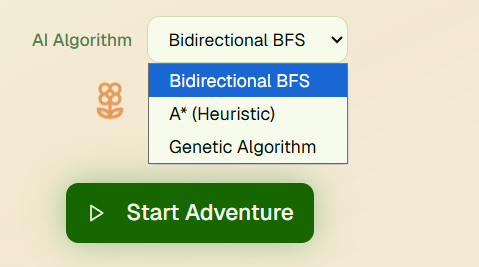 AI Algorithm
Bidirectional BFS
Bidirectional BFS
A* (Heuristic)
Genetic Algorithm
Start Adventure